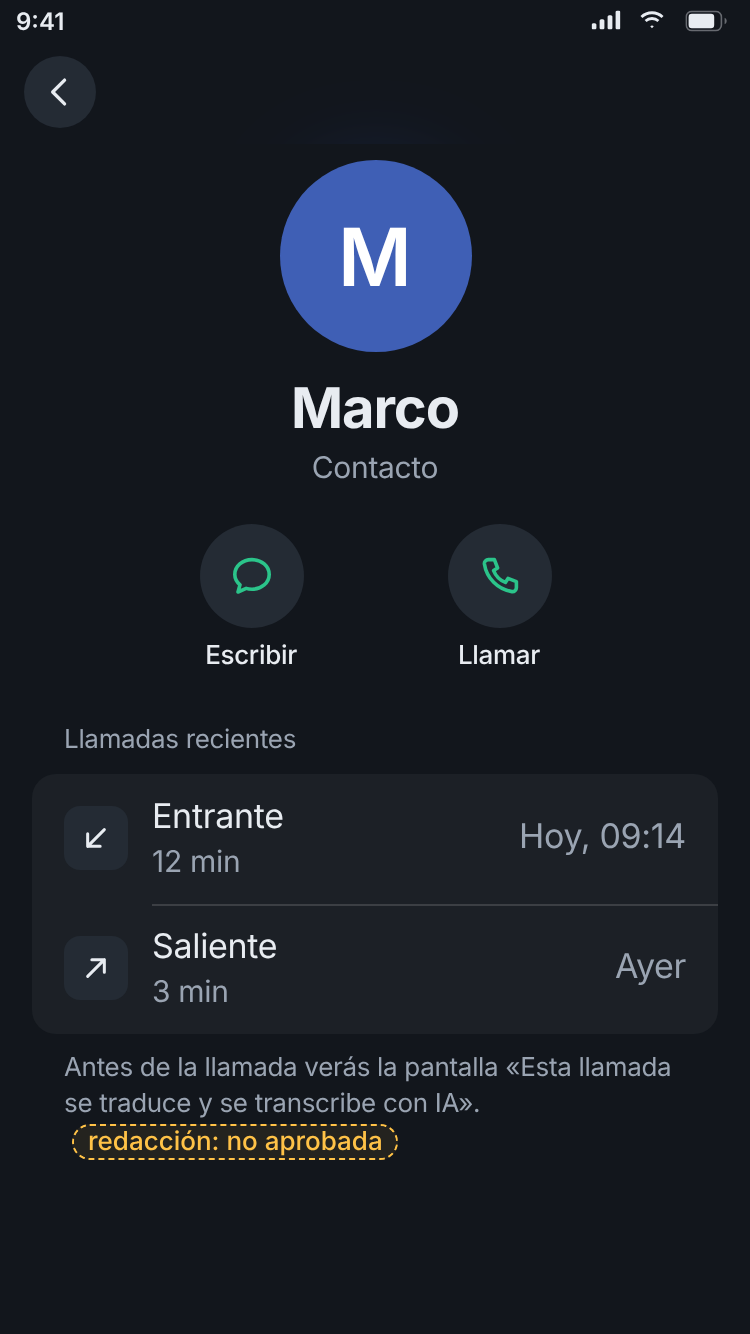 9:41
M
Marco
Contacto
Escribir
Llamar
Llamadas recientes
Entrante
12 min
Hoy, 09:14
Saliente
3 min
Ayer
Antes de la llamada verás la pantalla «Esta llamada
se traduce y se transcribe con IA».
redacción: no aprobada